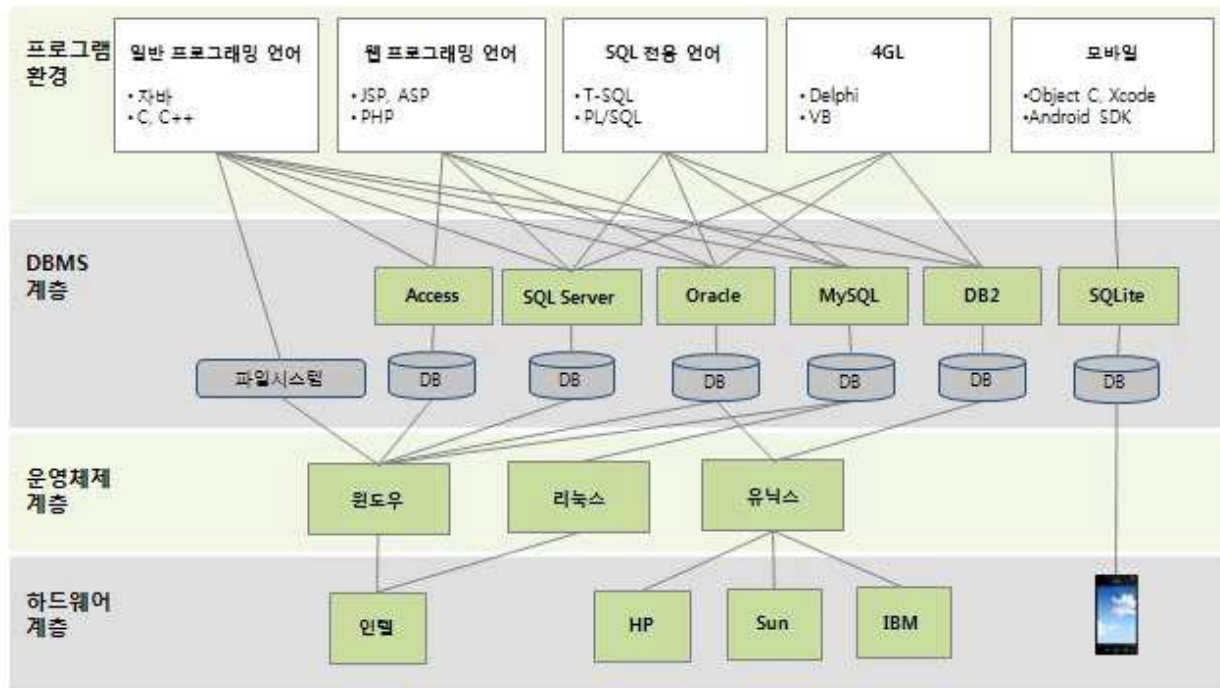 프로그램
환경
일반 프로그래밍 언어
• 자바
• C, C++
웹 프로그래밍 언어
• JSP, ASP
• PHP
SQL 전용 언어
• T-SQL
• PL/SQL
4GL
• Delphi
• VB
모바일
•Object C, Xcode
•Android SDK
DBMS
계층
Access
SQL Server
Oracle
MySQL
DB2
SQLite
파일시스템
DB
DB
DB
DB
DB
DB
운영체제
계층
윈도우
리눅스
유닉스
하드웨어
계층
인텔
HP
Sun
IBM